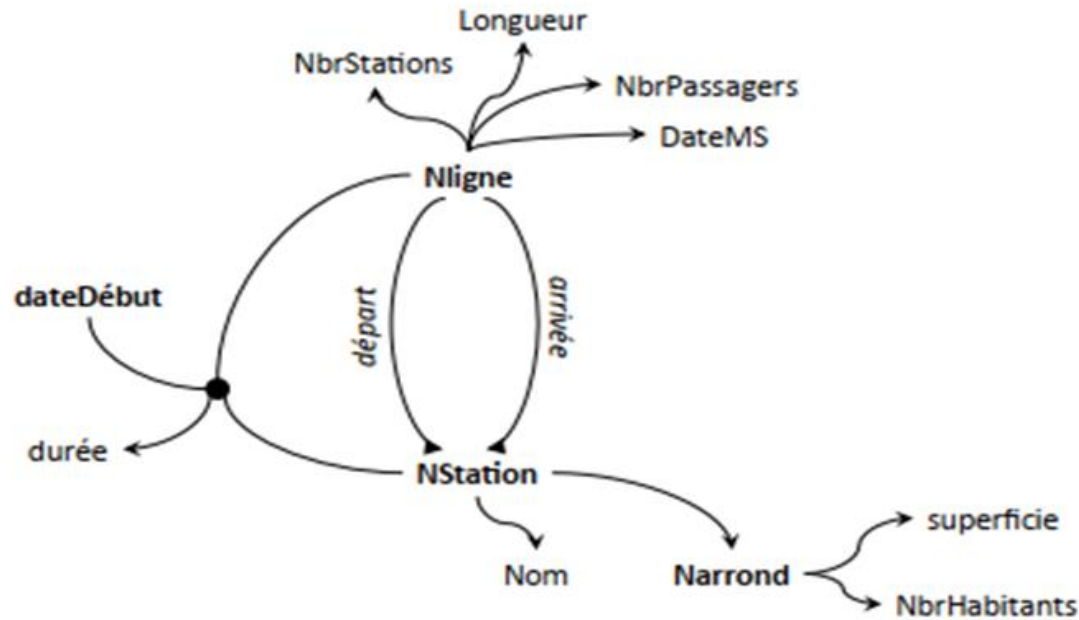 Longueur
NbrStations
NbrPassagers
DateMS
Nligne
dateDébut
départ
arrivée
durée
NStation
superficie
Nom
Narrond
NbrHabitants